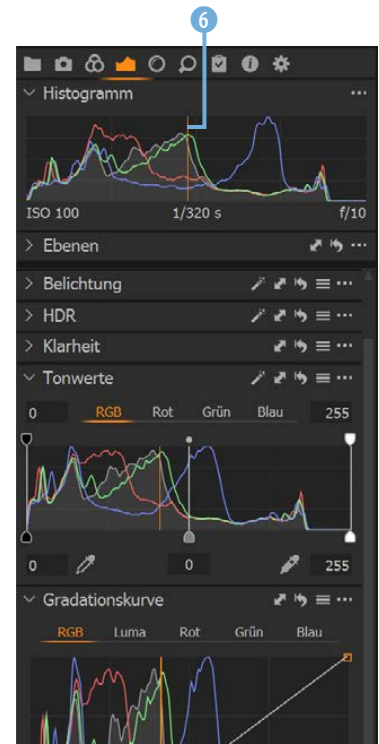 6
Histogramm
ISO 100 1/320 s f/10
Ebenen
Belichtung
HDR
Klarheit
Tonwerte
0 RGB Rot Grün Blau 255
0 0 255
Gradationskurve
RGB Luma Rot Grün Blau